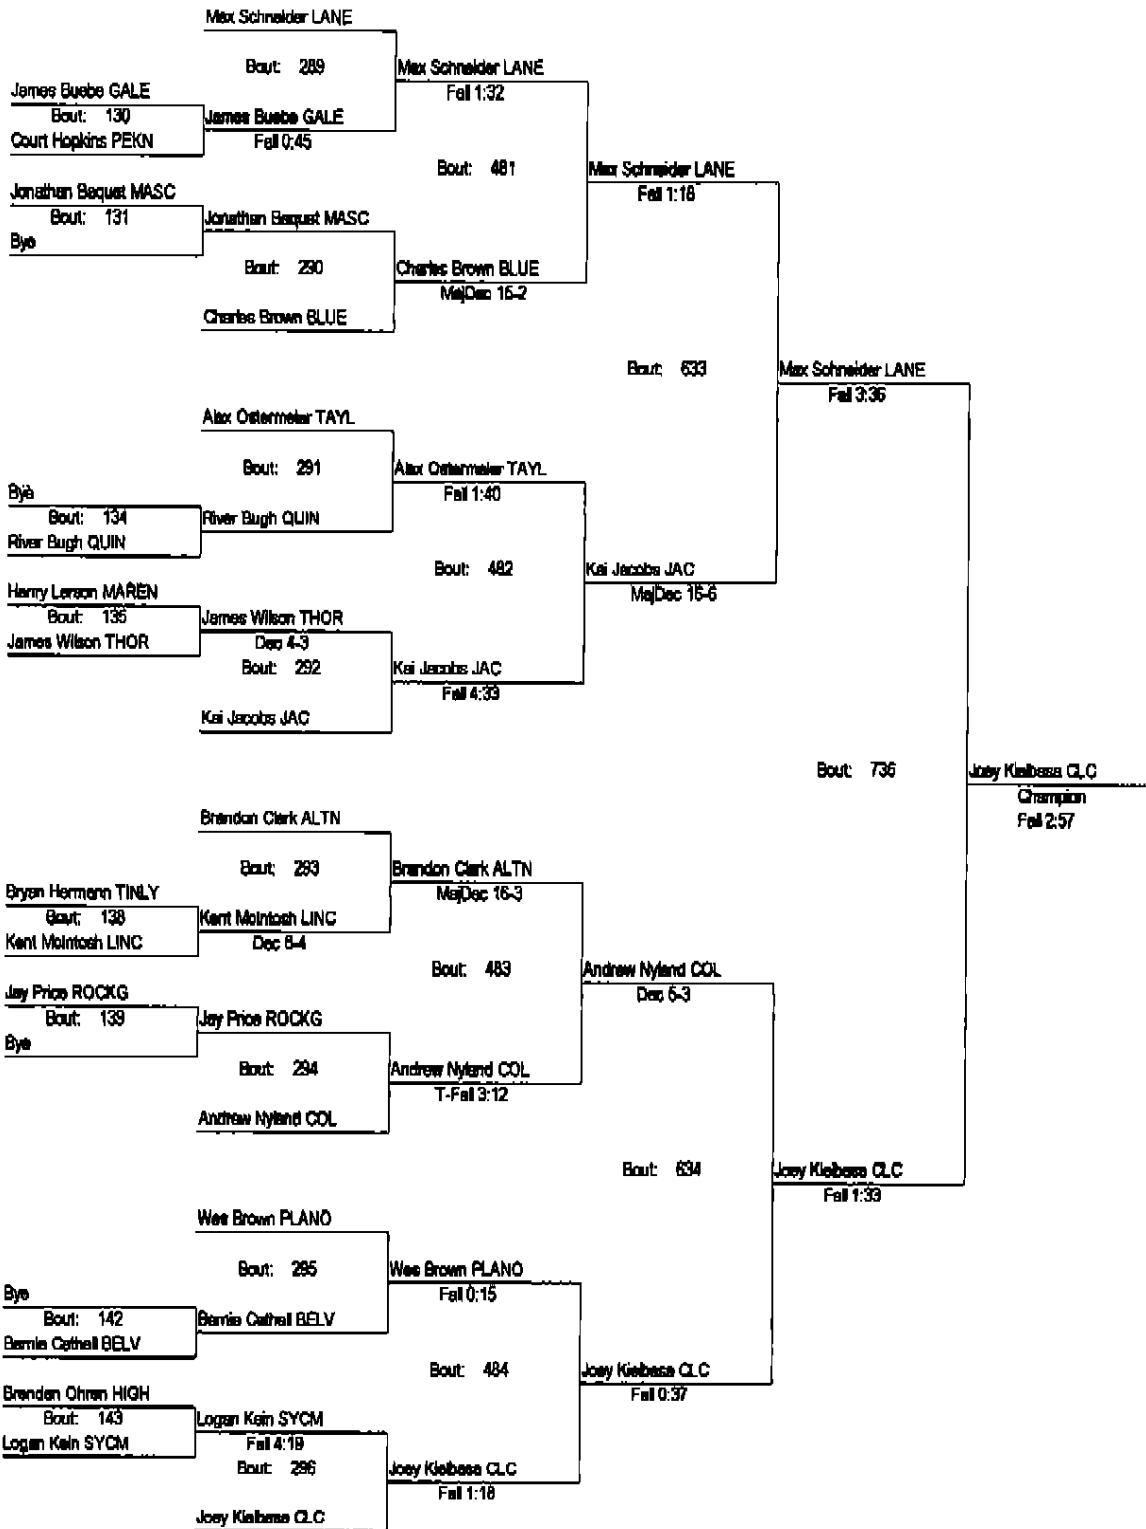 Max Schneider LANE
Bout: 289
Max Schneider LANE
Fall 1:32
James Buebe GALE
Bout: 130
James Buebe GALE
Court Hopkins PEKN
Fall 0:45
Bout: 481
Max Schneider LANE
Fall 1:18
Jonathan Bequet MASC
Bout: 131
Jonathan Bequet MASC
Bye
Bout: 290
Charles Brown BLUE
MajDec 15-2
Charles Brown BLUE
Bout: 633
Max Schneider LANE
Fall 3:36
Alex Ostermeier TAYL
Bout: 291
Alex Ostermeier TAYL
Fall 1:40
Bye
Bout: 134
River Bugh QUIN
River Bugh QUIN
Bout: 482
Kai Jacobs JAC
MajDec 15-6
Henry Larson MAREN
Bout: 135
James Wilson THOR
James Wilson THOR
Dec 4-3
Bout: 292
Kai Jacobs JAC
Fall 4:33
Kai Jacobs JAC
Bout: 736
Joey Kielbasa CLC
Champion
Fall 2:57
Brandon Clark ALTN
Bout: 293
Brandon Clark ALTN
MajDec 16-3
Bryan Hermann TINLY
Bout: 138
Kent McIntosh LINC
Kent McIntosh LINC
Dec 6-4
Bout: 483
Andrew Nyland COL
Dec 5-3
Jay Price ROCKG
Bout: 139
Jay Price ROCKG
Bye
Bout: 294
Andrew Nyland COL
T-Fall 3:12
Andrew Nyland COL
Bout: 634
Joey Kielbasa CLC
Fall 1:33
Wes Brown PLANO
Bout: 295
Wes Brown PLANO
Fall 0:15
Bye
Bout: 142
Bernie Cathell BELV
Bernie Cathell BELV
Bout: 484
Joey Kielbasa CLC
Fall 0:37
Brenden Ohren HIGH
Bout: 143
Logan Kein SYCM
Logan Kein SYCM
Fall 4:19
Bout: 296
Joey Kielbasa CLC
Fall 1:18
Joey Kielbasa CLC